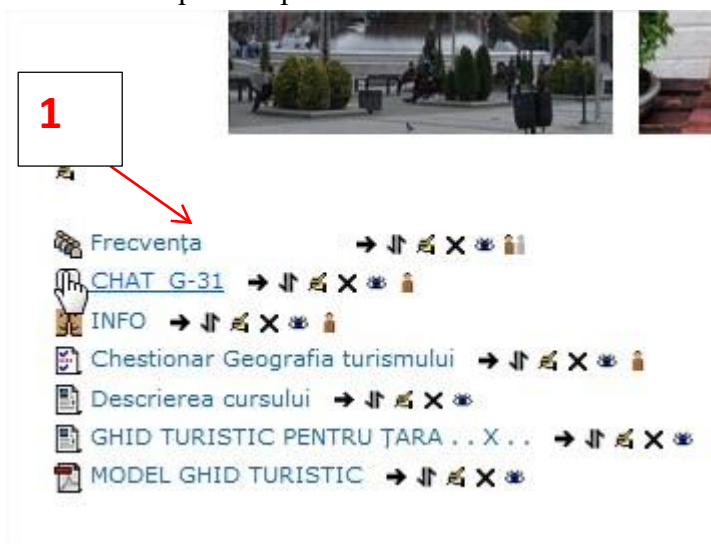 1
Frecvența
CHAT G-31
INFO
Chestionar Geografia turismului
Descrierea cursului
GHID TURISTIC PENTRU ȚARA . . X . .
MODEL GHID TURISTIC